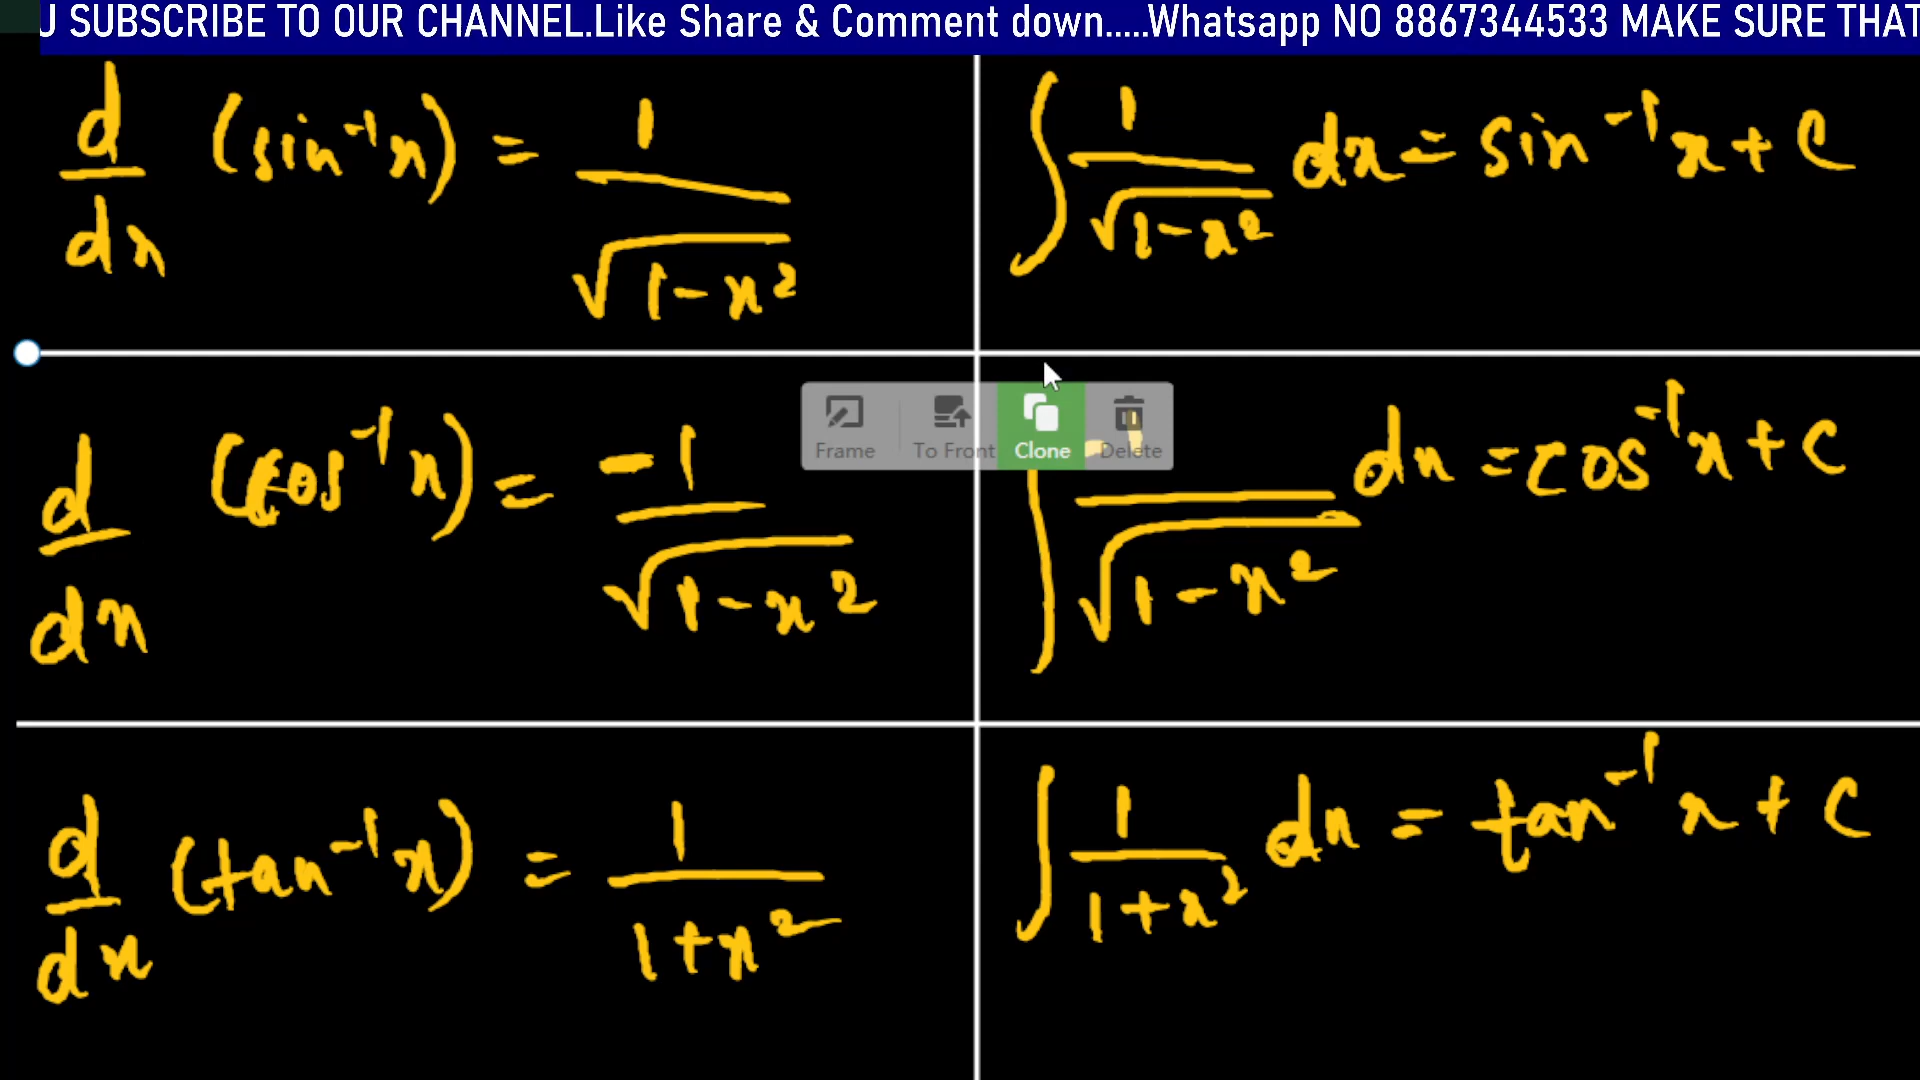 J SUBSCRIBE TO OUR CHANNEL.Like Share & Comment down.....Whatsapp NO 8867344533 MAKE SURE THAT
d/dx (sin⁻¹x) = 1/√(1-x²)
∫ 1/√(1-x²) dx = sin⁻¹x + C
Frame To Front Clone Delete
d/dx (cos⁻¹x) = -1/√(1-x²)
∫ -1/√(1-x²) dx = cos⁻¹x + C
d/dx (tan⁻¹x) = 1/(1+x²)
∫ 1/(1+x²) dx = tan⁻¹x + C